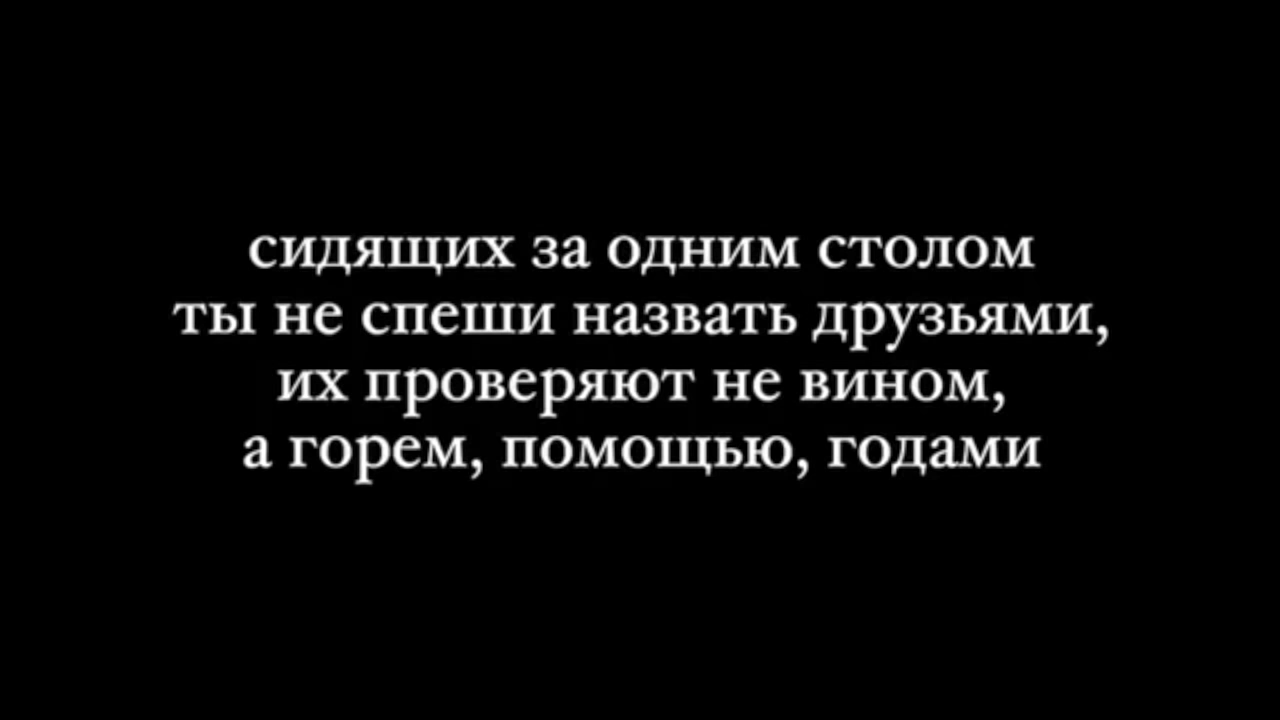 сидящих за одним столом
ты не спеши назвать друзьями,
их проверяют не вином,
а горем, помощью, годами